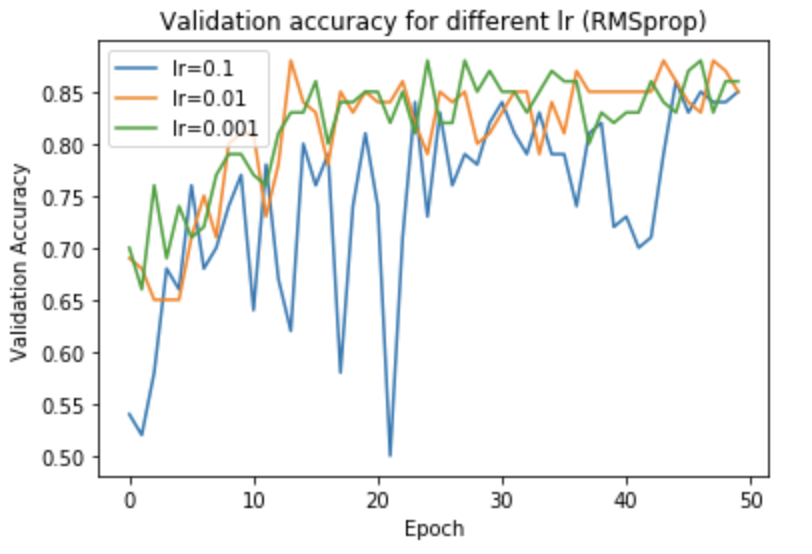 Validation accuracy for different lr (RMSprop)
lr=0.1
lr=0.01
lr=0.001
Validation Accuracy
0.85
0.80
0.75
0.70
0.65
0.60
0.55
0.50
0 10 20 30 40 50
Epoch